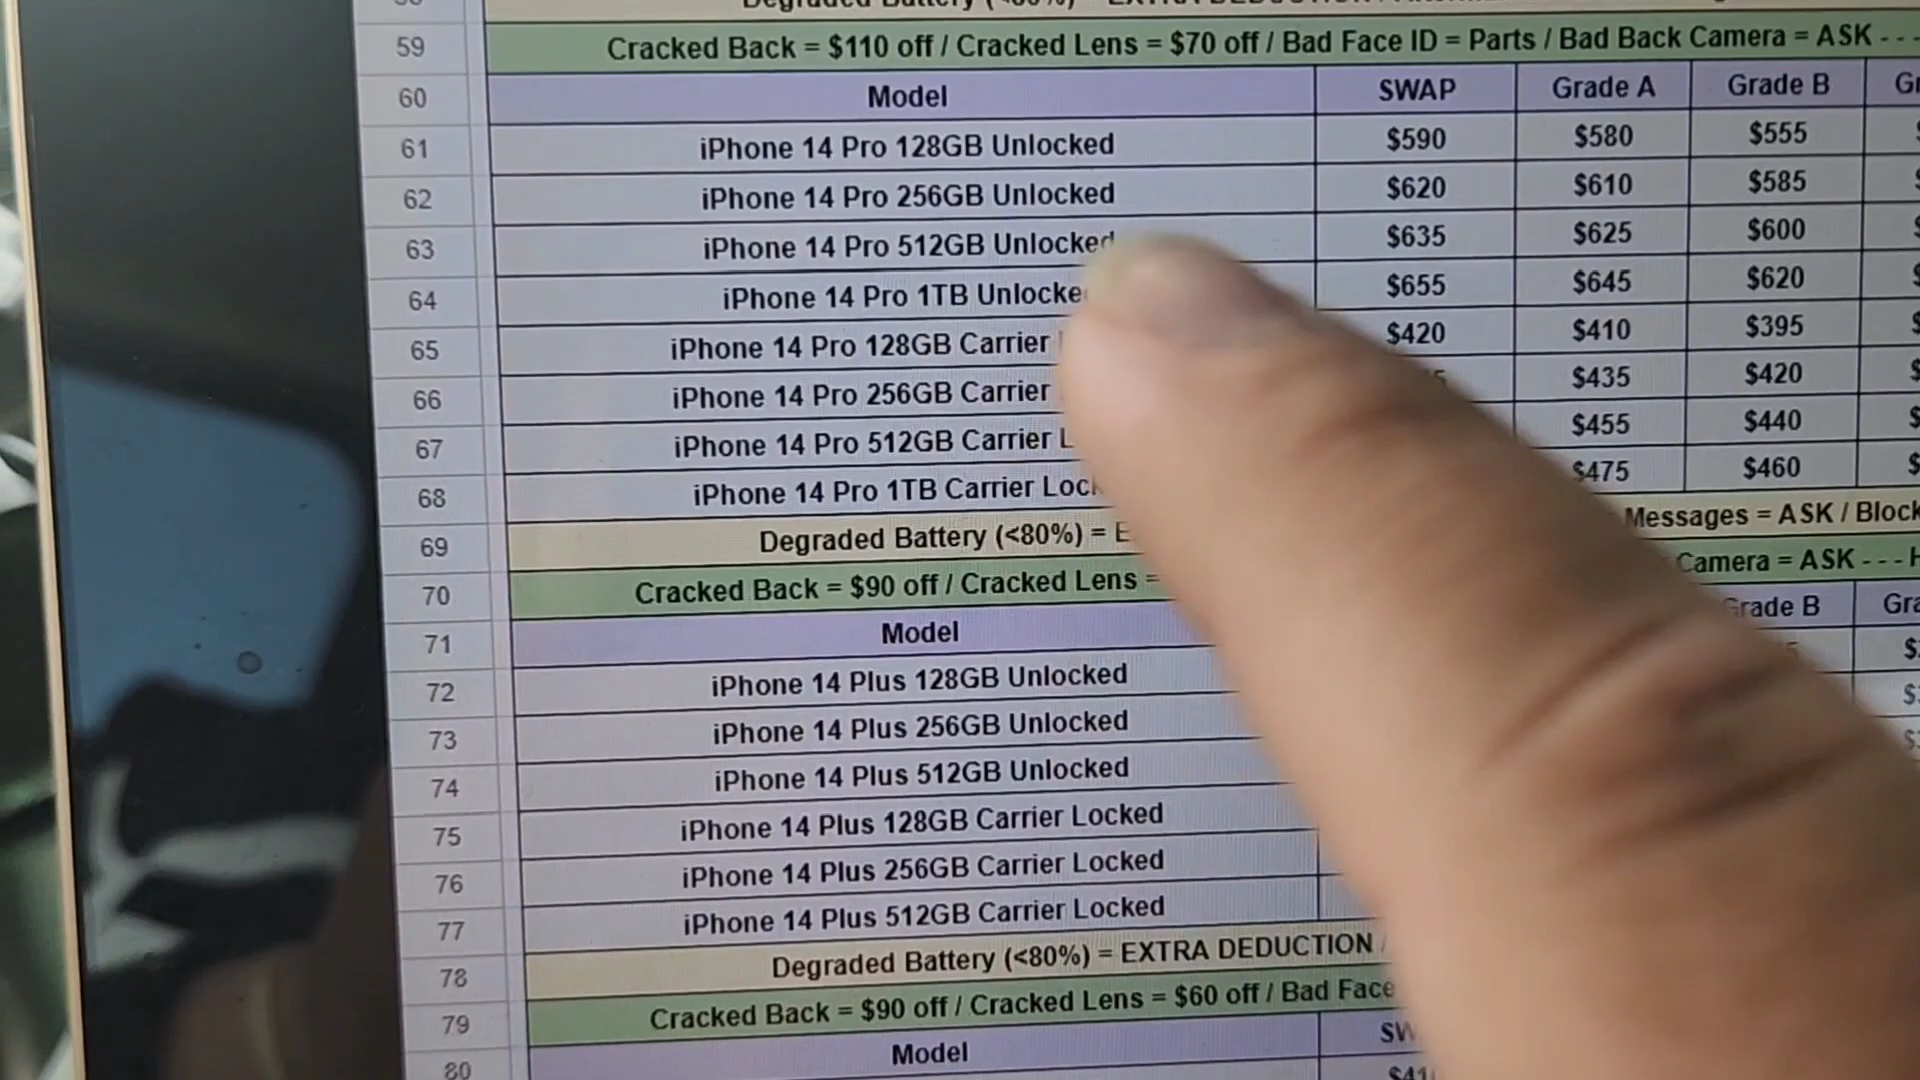 59 Cracked Back = $110 off / Cracked Lens = $70 off / Bad Face ID = Parts / Bad Back Camera = ASK - - -
60 Model SWAP Grade A Grade B
61 iPhone 14 Pro 128GB Unlocked $590 $580 $555
62 iPhone 14 Pro 256GB Unlocked $620 $610 $585
63 iPhone 14 Pro 512GB Unlocked $635 $625 $600
64 iPhone 14 Pro 1TB Unlocke $655 $645 $620
65 iPhone 14 Pro 128GB Carrier $420 $410 $395
66 iPhone 14 Pro 256GB Carrier $435 $420
67 iPhone 14 Pro 512GB Carrier L $455 $440
68 iPhone 14 Pro 1TB Carrier Loc $475 $460
69 Degraded Battery (<80%) = E Messages = ASK / Block
70 Cracked Back = $90 off / Cracked Lens = Camera = ASK - - - H
71 Model Grade B Gra
72 iPhone 14 Plus 128GB Unlocked
73 iPhone 14 Plus 256GB Unlocked
74 iPhone 14 Plus 512GB Unlocked
75 iPhone 14 Plus 128GB Carrier Locked
76 iPhone 14 Plus 256GB Carrier Locked
77 iPhone 14 Plus 512GB Carrier Locked
78 Degraded Battery (<80%) = EXTRA DEDUCTION /
79 Cracked Back = $90 off / Cracked Lens = $60 off / Bad Face
80 Model SW